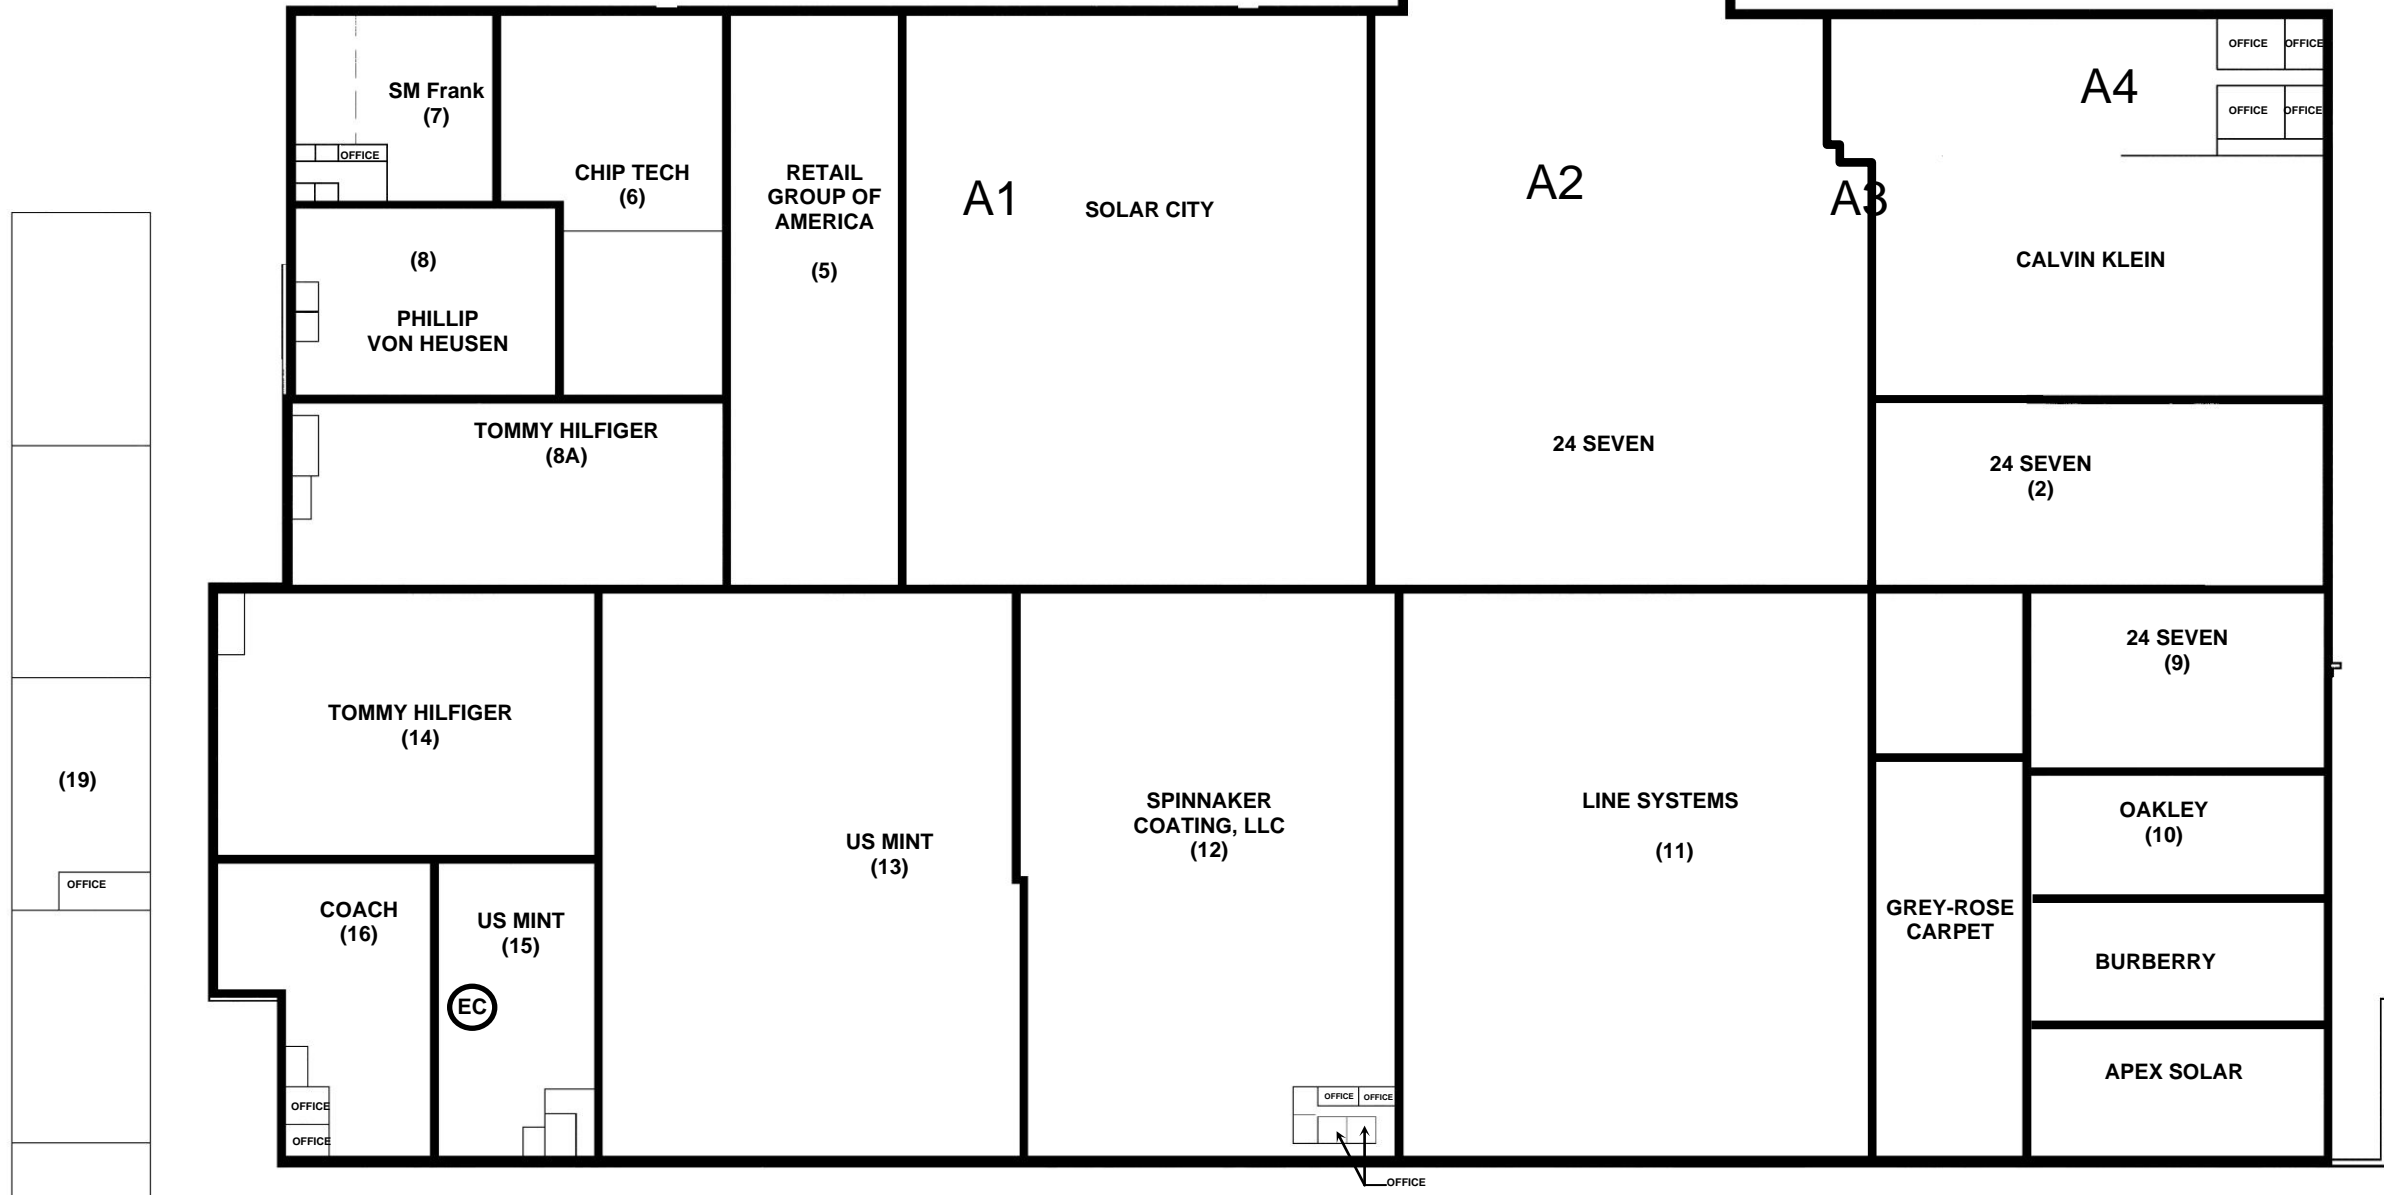 SM Frank
(7)
OFFICE
CHIP TECH
(6)
RETAIL
GROUP OF
AMERICA
(5)
A1
SOLAR CITY
A2
A3
A4
OFFICE
OFFICE
OFFICE
OFFICE
CALVIN KLEIN
(8)
PHILLIP
VON HEUSEN
TOMMY HILFIGER
(8A)
24 SEVEN
24 SEVEN
(2)
TOMMY HILFIGER
(14)
24 SEVEN
(9)
(19)
OFFICE
US MINT
(13)
SPINNAKER
COATING, LLC
(12)
LINE SYSTEMS
(11)
OAKLEY
(10)
COACH
(16)
US MINT
(15)
EC
GREY-ROSE
CARPET
BURBERRY
APEX SOLAR
OFFICE
OFFICE
OFFICE
OFFICE
OFFICE